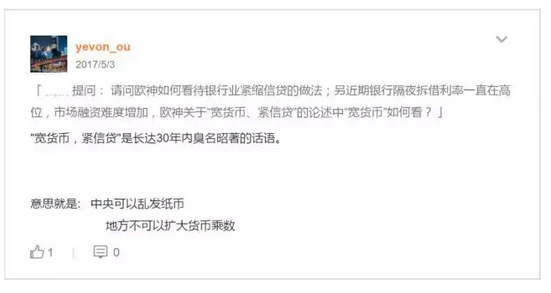 yevon_ou
2017/5/3
「 提问： 请问欧神如何看待银行业紧缩信贷的做法；另近期银行隔夜拆借利率一直在高
位，市场融资难度增加，欧神关于“宽货币、紧信贷”的论述中“宽货币”如何看？」
"宽货币，紧信贷"是长达30年内臭名昭著的话语。
意思就是: 中央可以乱发纸币
地方不可以扩大货币乘数
1
0